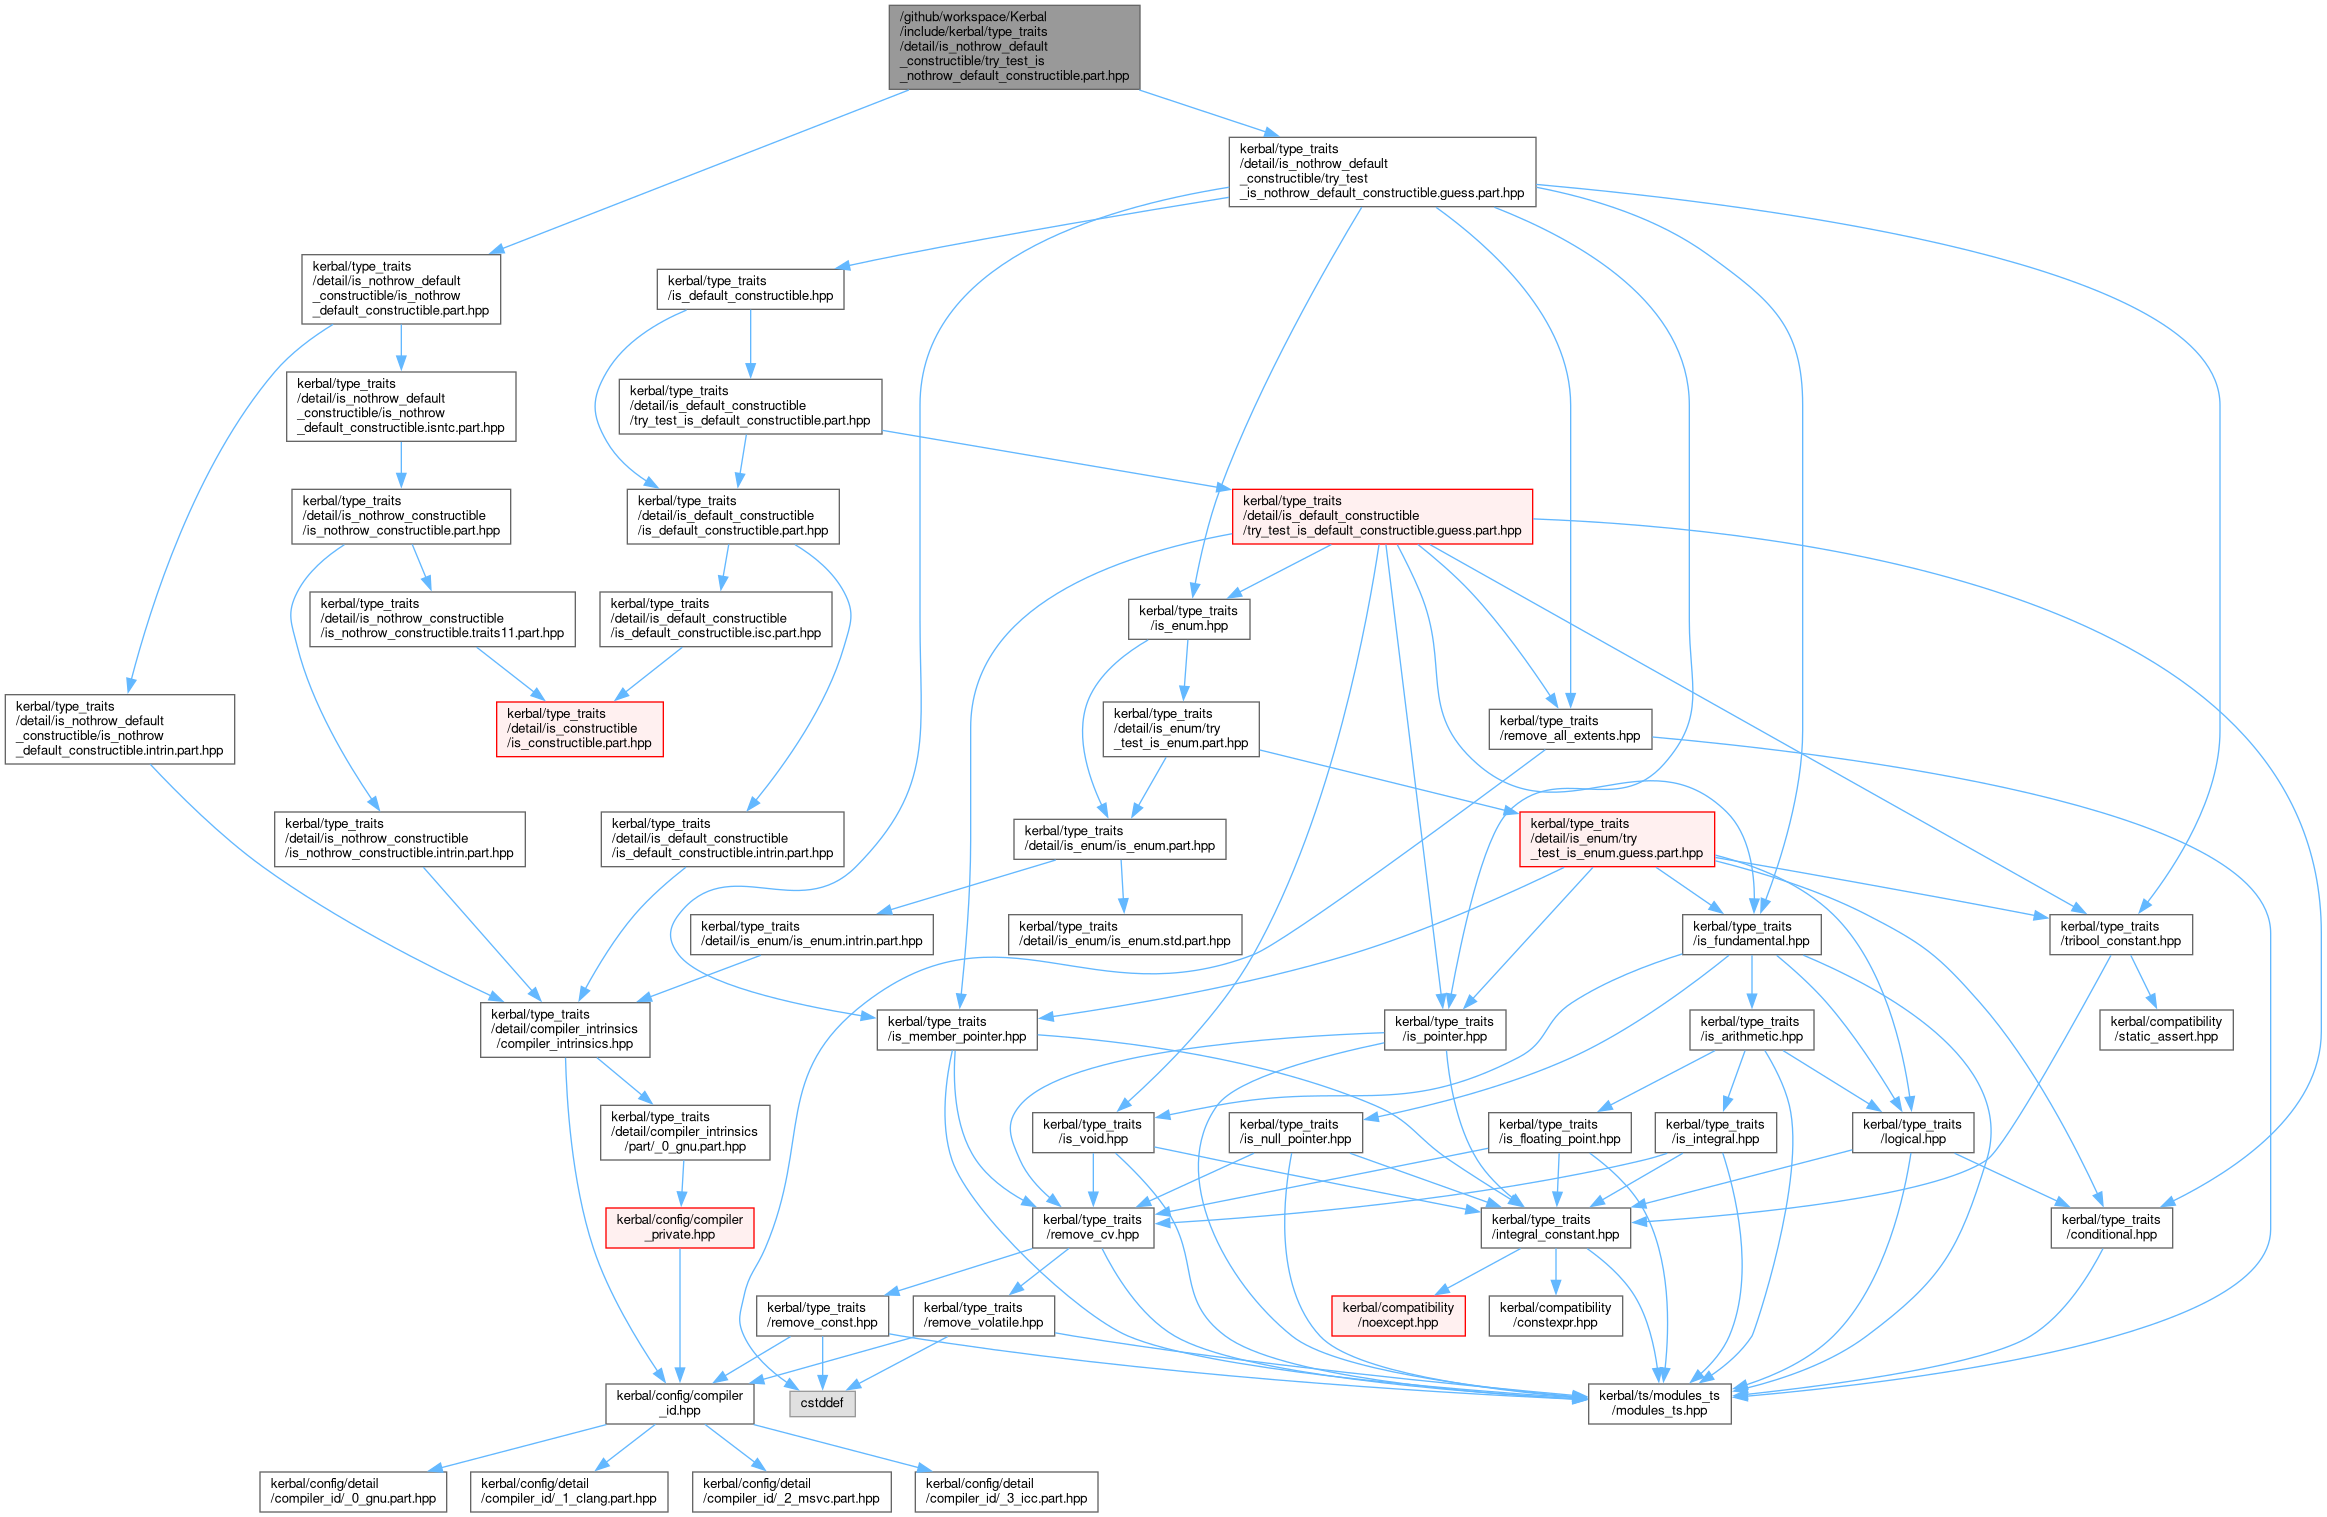 /github/workspace/Kerbal
/include/kerbal/type_traits
/detail/is_nothrow_default
_constructible/try_test_is
_nothrow_default_constructible.part.hpp
kerbal/type_traits
/detail/is_nothrow_default
_constructible/try_test
_is_nothrow_default_constructible.guess.part.hpp
kerbal/type_traits
/detail/is_nothrow_default
_constructible/is_nothrow
_default_constructible.part.hpp
kerbal/type_traits
/is_default_constructible.hpp
kerbal/type_traits
/detail/is_nothrow_default
_constructible/is_nothrow
_default_constructible.isntc.part.hpp
kerbal/type_traits
/detail/is_default_constructible
/try_test_is_default_constructible.part.hpp
kerbal/type_traits
/detail/is_nothrow_constructible
/is_nothrow_constructible.part.hpp
kerbal/type_traits
/detail/is_default_constructible
/is_default_constructible.part.hpp
kerbal/type_traits
/detail/is_default_constructible
/try_test_is_default_constructible.guess.part.hpp
kerbal/type_traits
/detail/is_nothrow_constructible
/is_nothrow_constructible.traits11.part.hpp
kerbal/type_traits
/detail/is_default_constructible
/is_default_constructible.isc.part.hpp
kerbal/type_traits
/is_enum.hpp
kerbal/type_traits
/detail/is_nothrow_default
_constructible/is_nothrow
_default_constructible.intrin.part.hpp
kerbal/type_traits
/detail/is_constructible
/is_constructible.part.hpp
kerbal/type_traits
/detail/is_enum/try
_test_is_enum.part.hpp
kerbal/type_traits
/remove_all_extents.hpp
kerbal/type_traits
/detail/is_nothrow_constructible
/is_nothrow_constructible.intrin.part.hpp
kerbal/type_traits
/detail/is_default_constructible
/is_default_constructible.intrin.part.hpp
kerbal/type_traits
/detail/is_enum/is_enum.part.hpp
kerbal/type_traits
/detail/is_enum/try
_test_is_enum.guess.part.hpp
kerbal/type_traits
/detail/is_enum/is_enum.intrin.part.hpp
kerbal/type_traits
/detail/is_enum/is_enum.std.part.hpp
kerbal/type_traits
/is_fundamental.hpp
kerbal/type_traits
/tribool_constant.hpp
kerbal/type_traits
/detail/compiler_intrinsics
/compiler_intrinsics.hpp
kerbal/type_traits
/is_member_pointer.hpp
kerbal/type_traits
/is_pointer.hpp
kerbal/type_traits
/is_arithmetic.hpp
kerbal/compatibility
/static_assert.hpp
kerbal/type_traits
/detail/compiler_intrinsics
/part/_0_gnu.part.hpp
kerbal/type_traits
/is_void.hpp
kerbal/type_traits
/is_null_pointer.hpp
kerbal/type_traits
/is_floating_point.hpp
kerbal/type_traits
/is_integral.hpp
kerbal/type_traits
/logical.hpp
kerbal/config/compiler
_private.hpp
kerbal/type_traits
/remove_cv.hpp
kerbal/type_traits
/integral_constant.hpp
kerbal/type_traits
/conditional.hpp
kerbal/type_traits
/remove_const.hpp
kerbal/type_traits
/remove_volatile.hpp
kerbal/compatibility
/noexcept.hpp
kerbal/compatibility
/constexpr.hpp
kerbal/config/compiler
_id.hpp
cstddef
kerbal/ts/modules_ts
/modules_ts.hpp
kerbal/config/detail
/compiler_id/_0_gnu.part.hpp
kerbal/config/detail
/compiler_id/_1_clang.part.hpp
kerbal/config/detail
/compiler_id/_2_msvc.part.hpp
kerbal/config/detail
/compiler_id/_3_icc.part.hpp